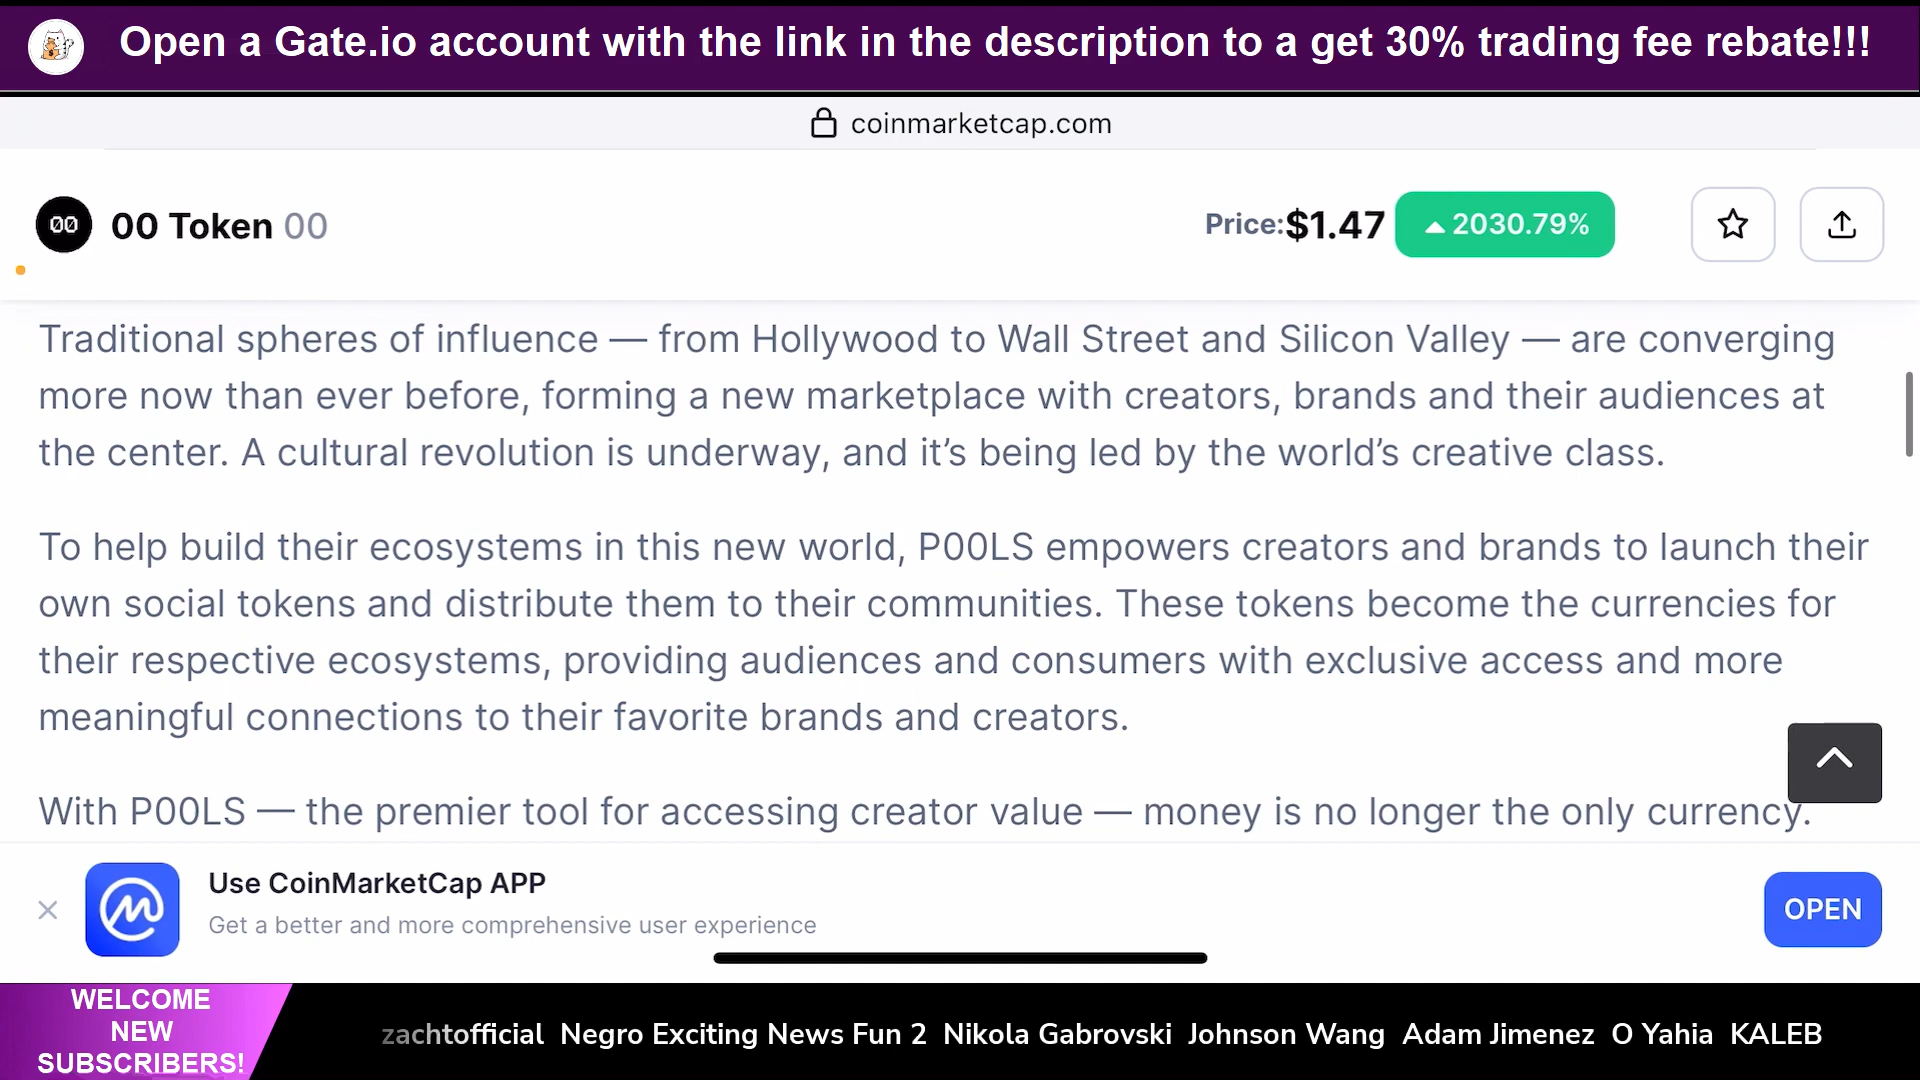 Open a Gate.io account with the link in the description to a get 30% trading fee rebate!!!
coinmarketcap.com
00 00 Token 00 Price: $1.47 ▲ 2030.79%
Traditional spheres of influence — from Hollywood to Wall Street and Silicon Valley — are converging
more now than ever before, forming a new marketplace with creators, brands and their audiences at
the center. A cultural revolution is underway, and it’s being led by the world’s creative class.
To help build their ecosystems in this new world, P00LS empowers creators and brands to launch their
own social tokens and distribute them to their communities. These tokens become the currencies for
their respective ecosystems, providing audiences and consumers with exclusive access and more
meaningful connections to their favorite brands and creators.
With P00LS — the premier tool for accessing creator value — money is no longer the only currency.
Use CoinMarketCap APP
Get a better and more comprehensive user experience
OPEN
WELCOME
NEW
SUBSCRIBERS!
zachtofficial Negro Exciting News Fun 2 Nikola Gabrovski Johnson Wang Adam Jimenez O Yahia KALEB